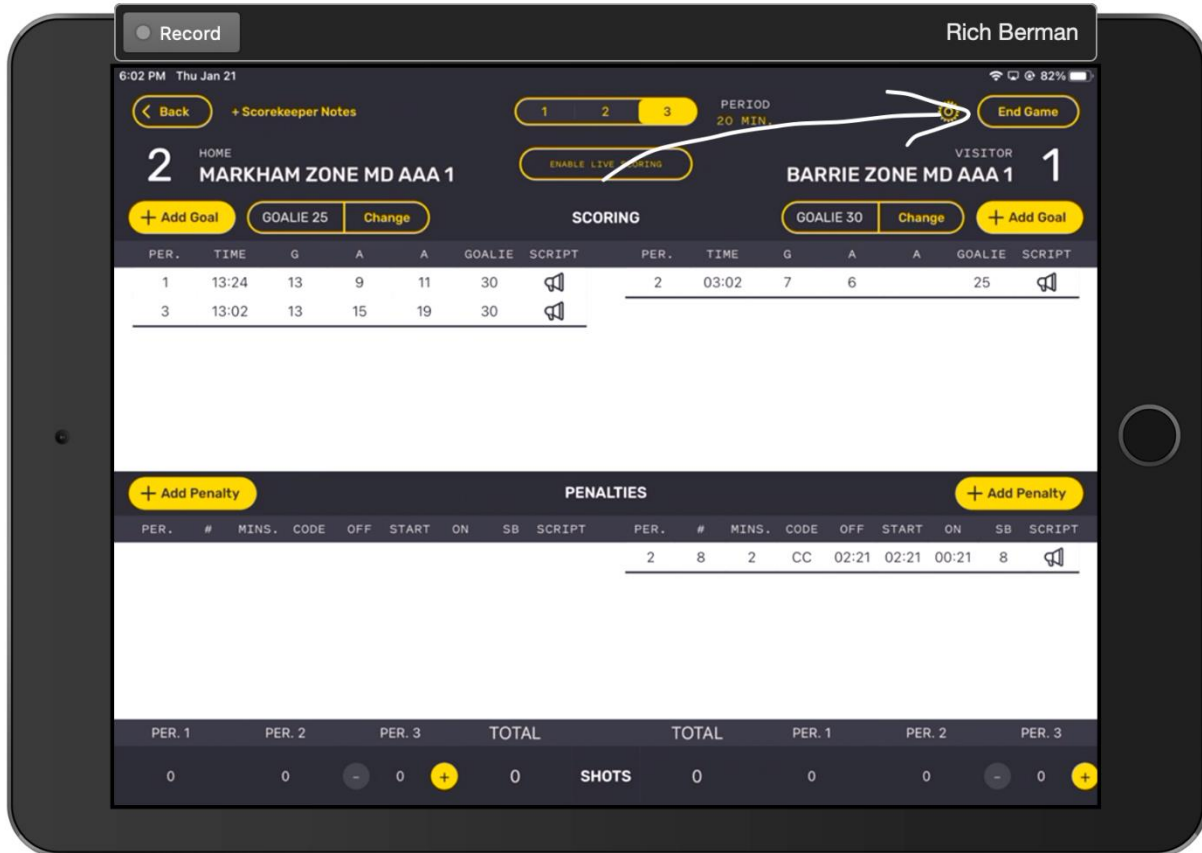 Record Rich Berman
6:02 PM Thu Jan 21 82%
Back + Scorekeeper Notes 1 2 3 PERIOD End Game
20 MIN.
2 HOME ENABLE LIVE SCORING VISITOR 1
MARKHAM ZONE MD AAA 1 BARRIE ZONE MD AAA 1
+ Add Goal GOALIE 25 Change SCORING GOALIE 30 Change + Add Goal
PER. TIME G A A GOALIE SCRIPT PER. TIME G A A GOALIE SCRIPT
1 13:24 13 9 11 30 2 03:02 7 6 25
3 13:02 13 15 19 30
+ Add Penalty PENALTIES + Add Penalty
PER. # MINS. CODE OFF START ON SB SCRIPT PER. # MINS. CODE OFF START ON SB SCRIPT
2 8 2 CC 02:21 02:21 00:21 8
PER. 1 PER. 2 PER. 3 TOTAL TOTAL PER. 1 PER. 2 PER. 3
0 0 - 0 + 0 SHOTS 0 0 0 - 0 +